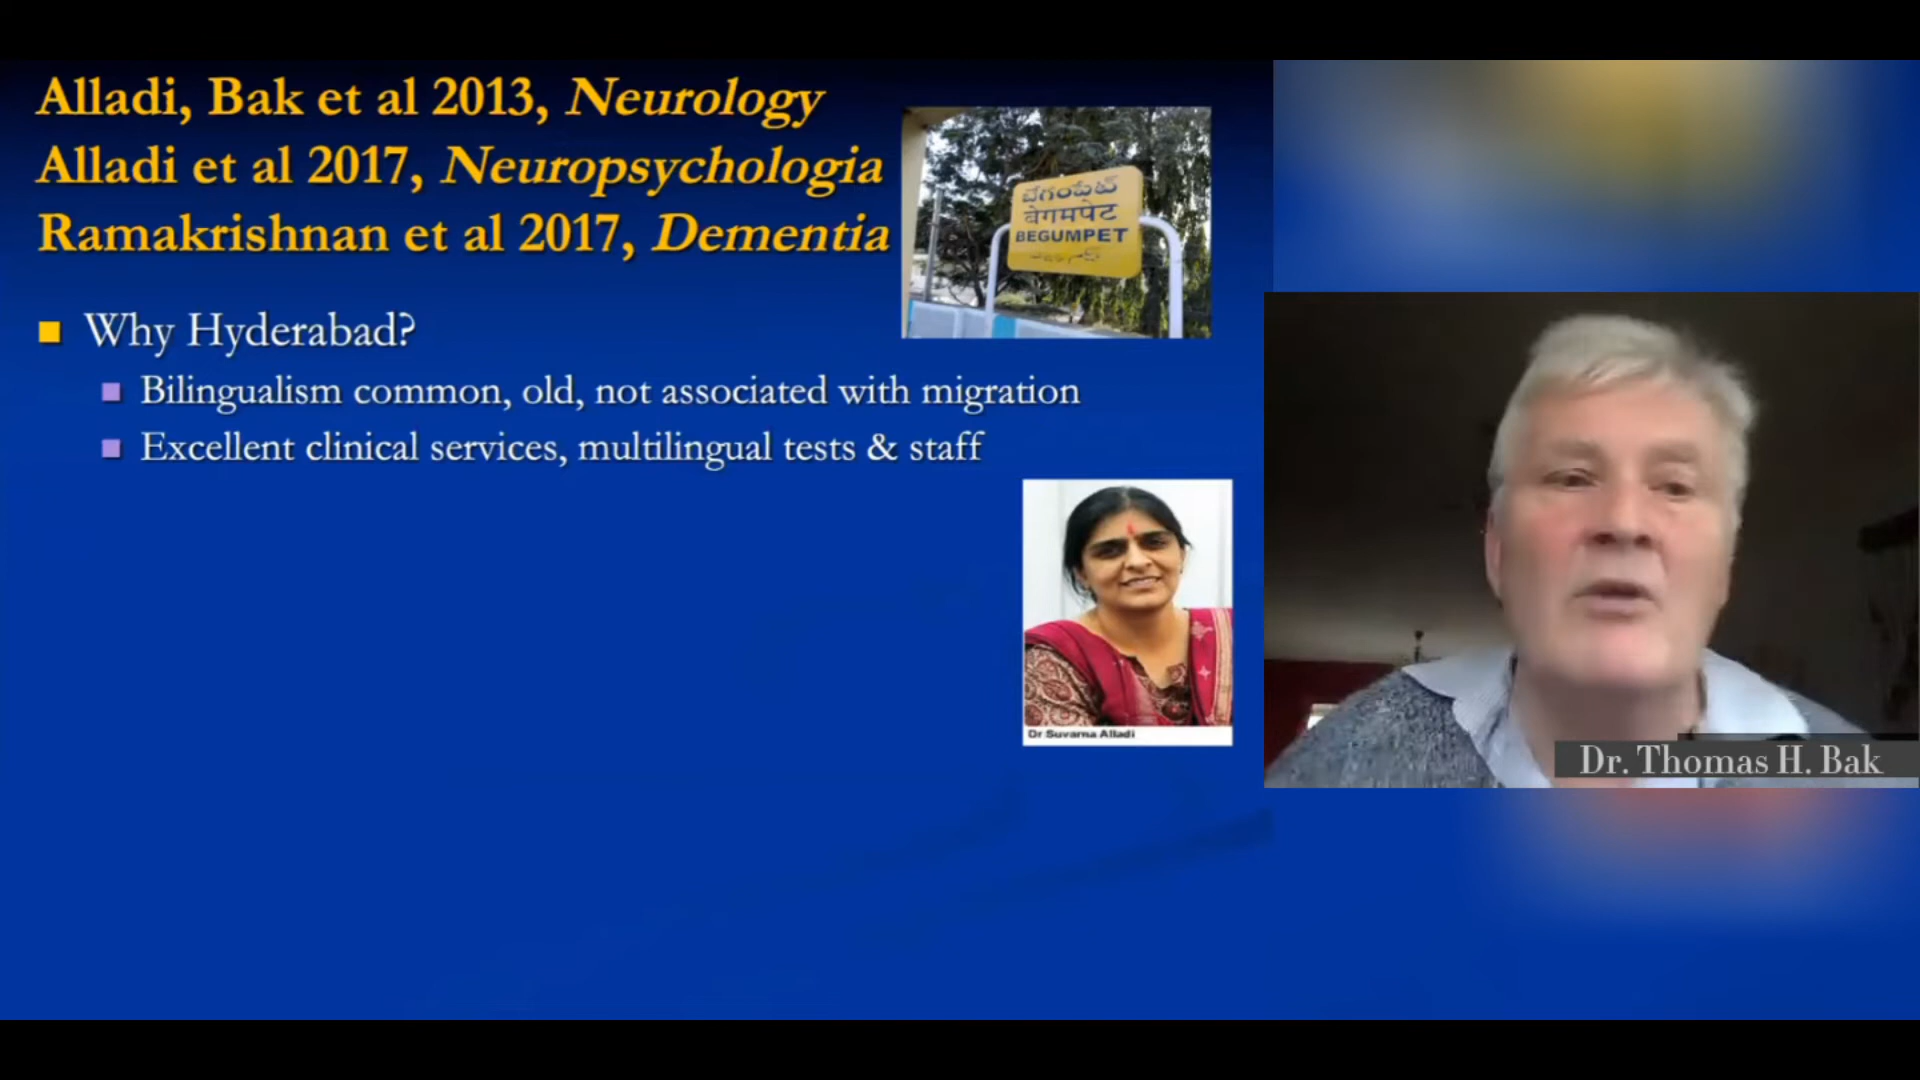 Alladi, Bak et al 2013, Neurology
Alladi et al 2017, Neuropsychologia
Ramakrishnan et al 2017, Dementia
బేగంపేట్
बेगमपेट
BEGUMPET
Why Hyderabad?
Bilingualism common, old, not associated with migration
Excellent clinical services, multilingual tests & staff
Dr Suvarna Alladi
Dr. Thomas H. Bak